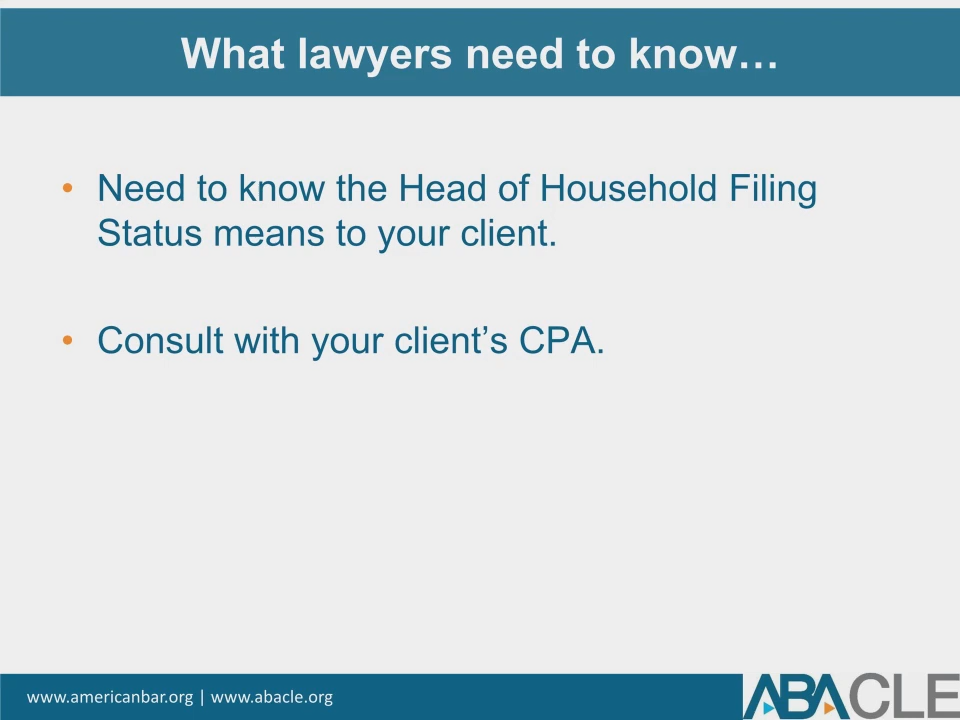 What lawyers need to know…
• Need to know the Head of Household Filing
Status means to your client.
• Consult with your client’s CPA.
www.americanbar.org | www.abacle.org
ABACLE